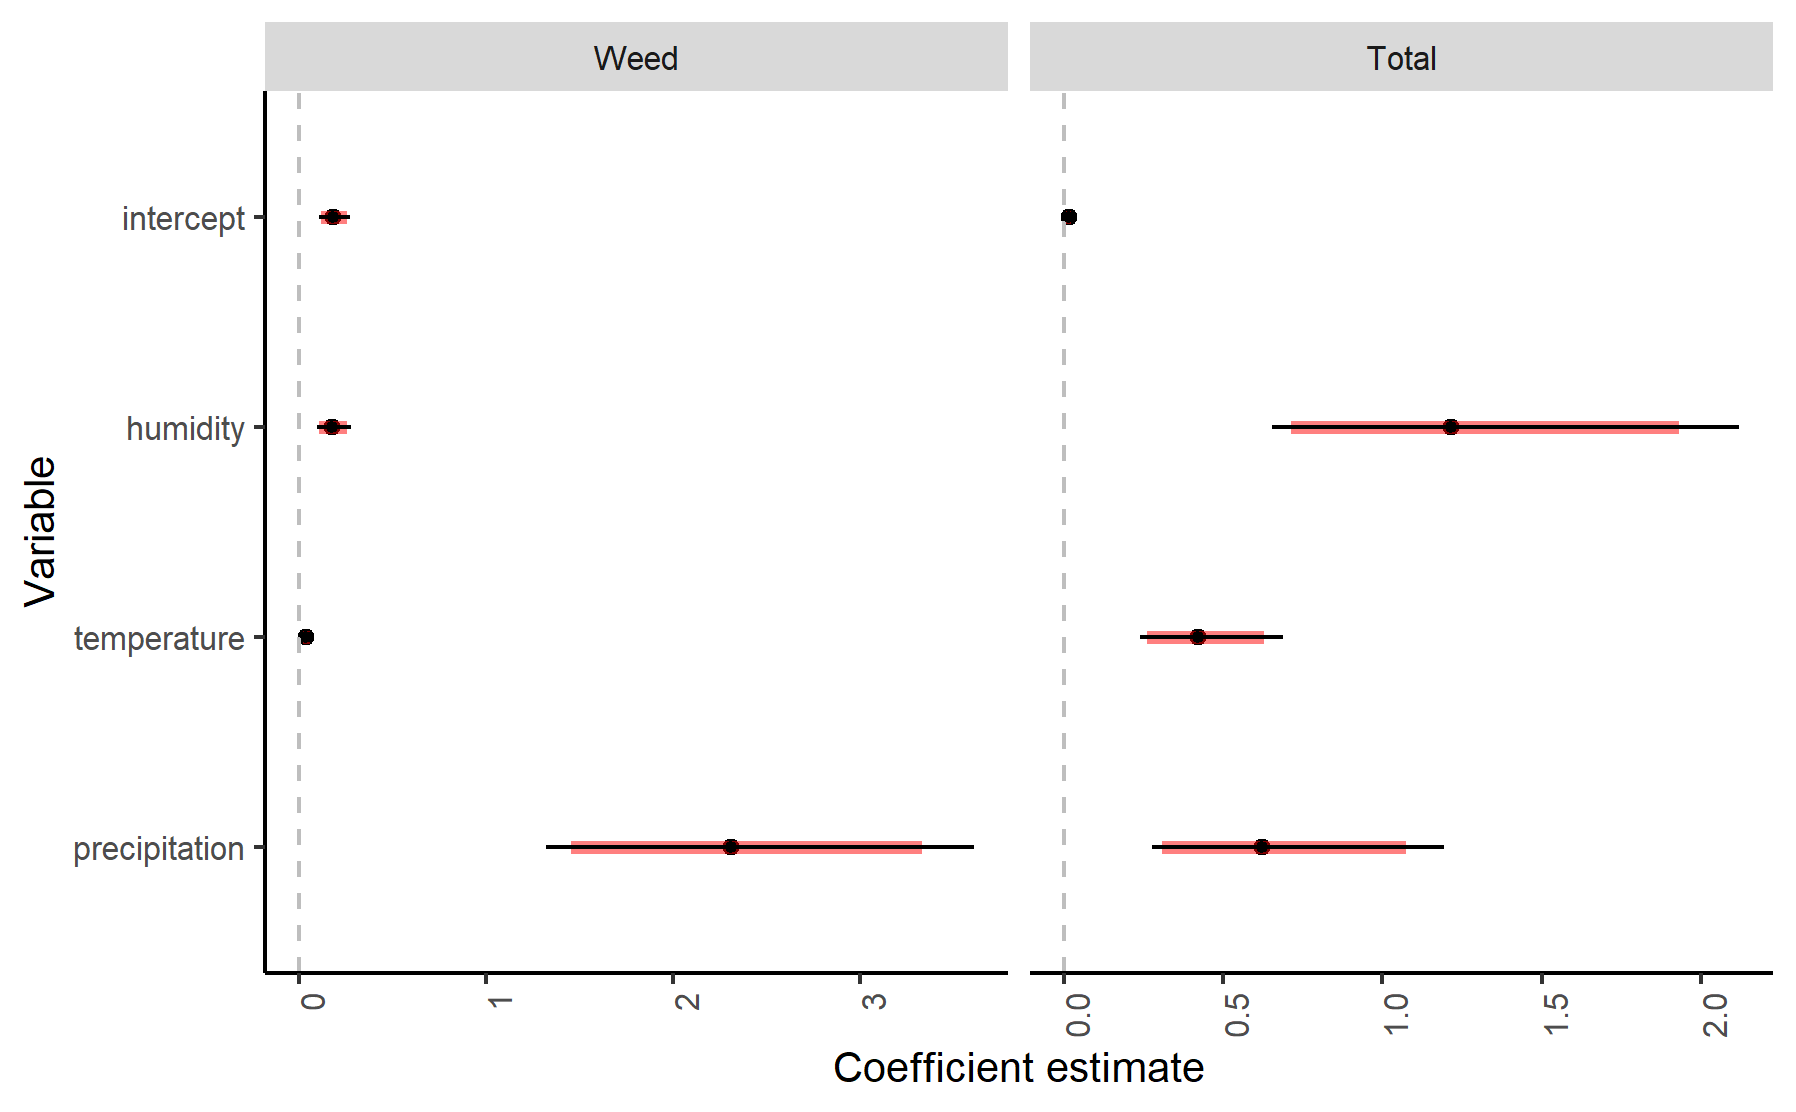 Weed
Total
Variable
intercept
humidity
temperature
precipitation
0
1
2
3
0.0
0.5
1.0
1.5
2.0
Coefficient estimate